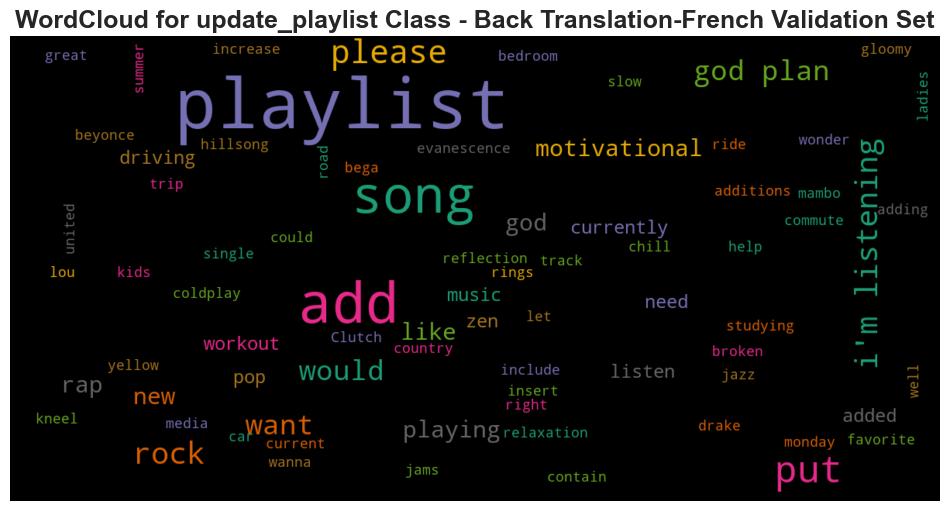 WordCloud for update_playlist Class - Back Translation-French Validation Set
great
summer
increase
please
bedroom
gloomy
slow
god plan
ladies
playlist
beyonce
driving
hillsong
road
bega
evanescence
motivational
ride
wonder
trip
song
additions
mambo
adding
i'm listening
united
god
currently
commute
could
single
reflection
track
chill
help
lou
kids
rings
coldplay
add
music
need
zen
let
like
Clutch
studying
workout
country
broken
yellow
rap
pop
would
include
listen
jazz
well
new
insert
right
kneel
media
want
car
current
playing
relaxation
drake
added
monday
favorite
rock
wanna
jams
contain
put